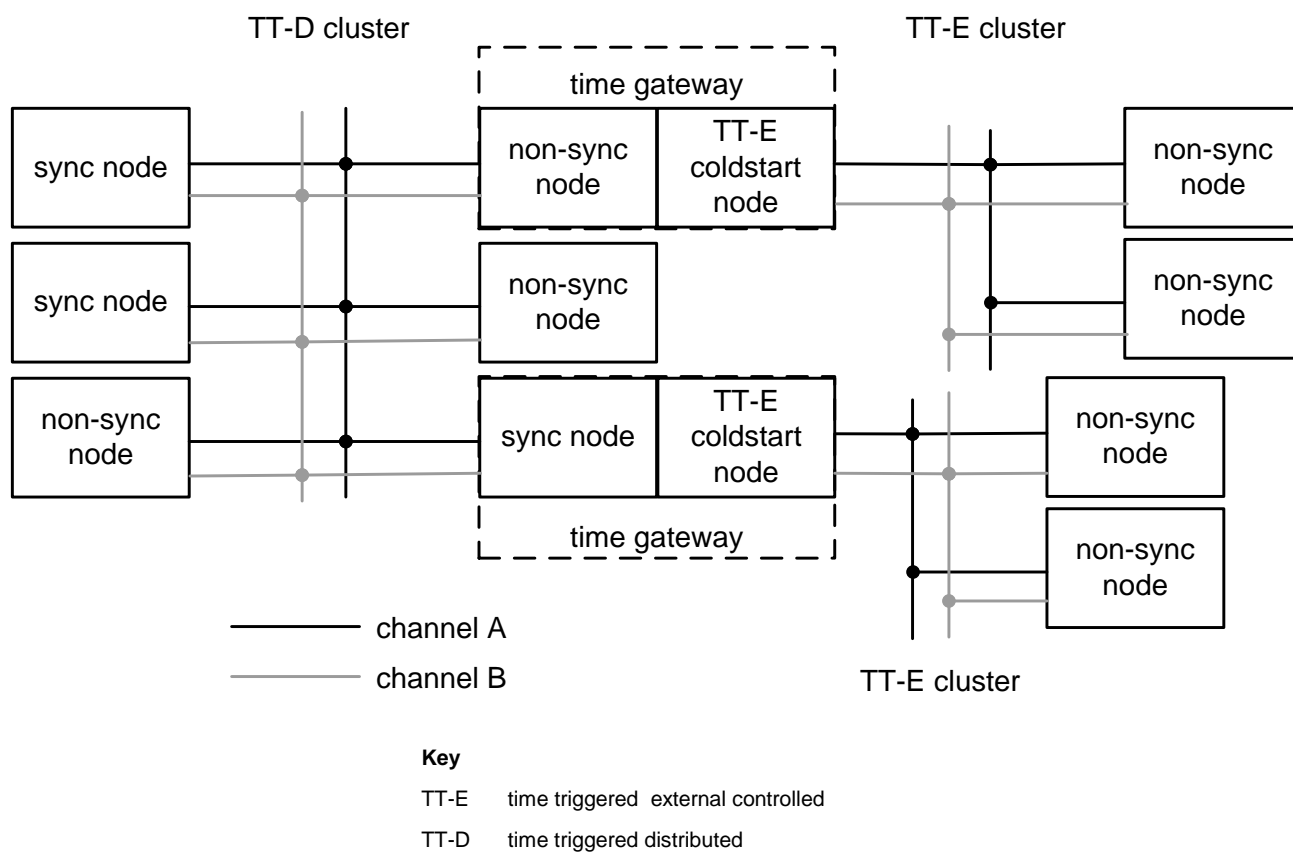 TT-D cluster
TT-E cluster
time gateway
sync node
non-sync
node
TT-E
coldstart
node
non-sync
node
sync node
non-sync
node
non-sync
node
non-sync
node
sync node
TT-E
coldstart
node
non-sync
node
time gateway
non-sync
node
channel A
channel B
TT-E cluster
Key
TT-E time triggered external controlled
TT-D time triggered distributed